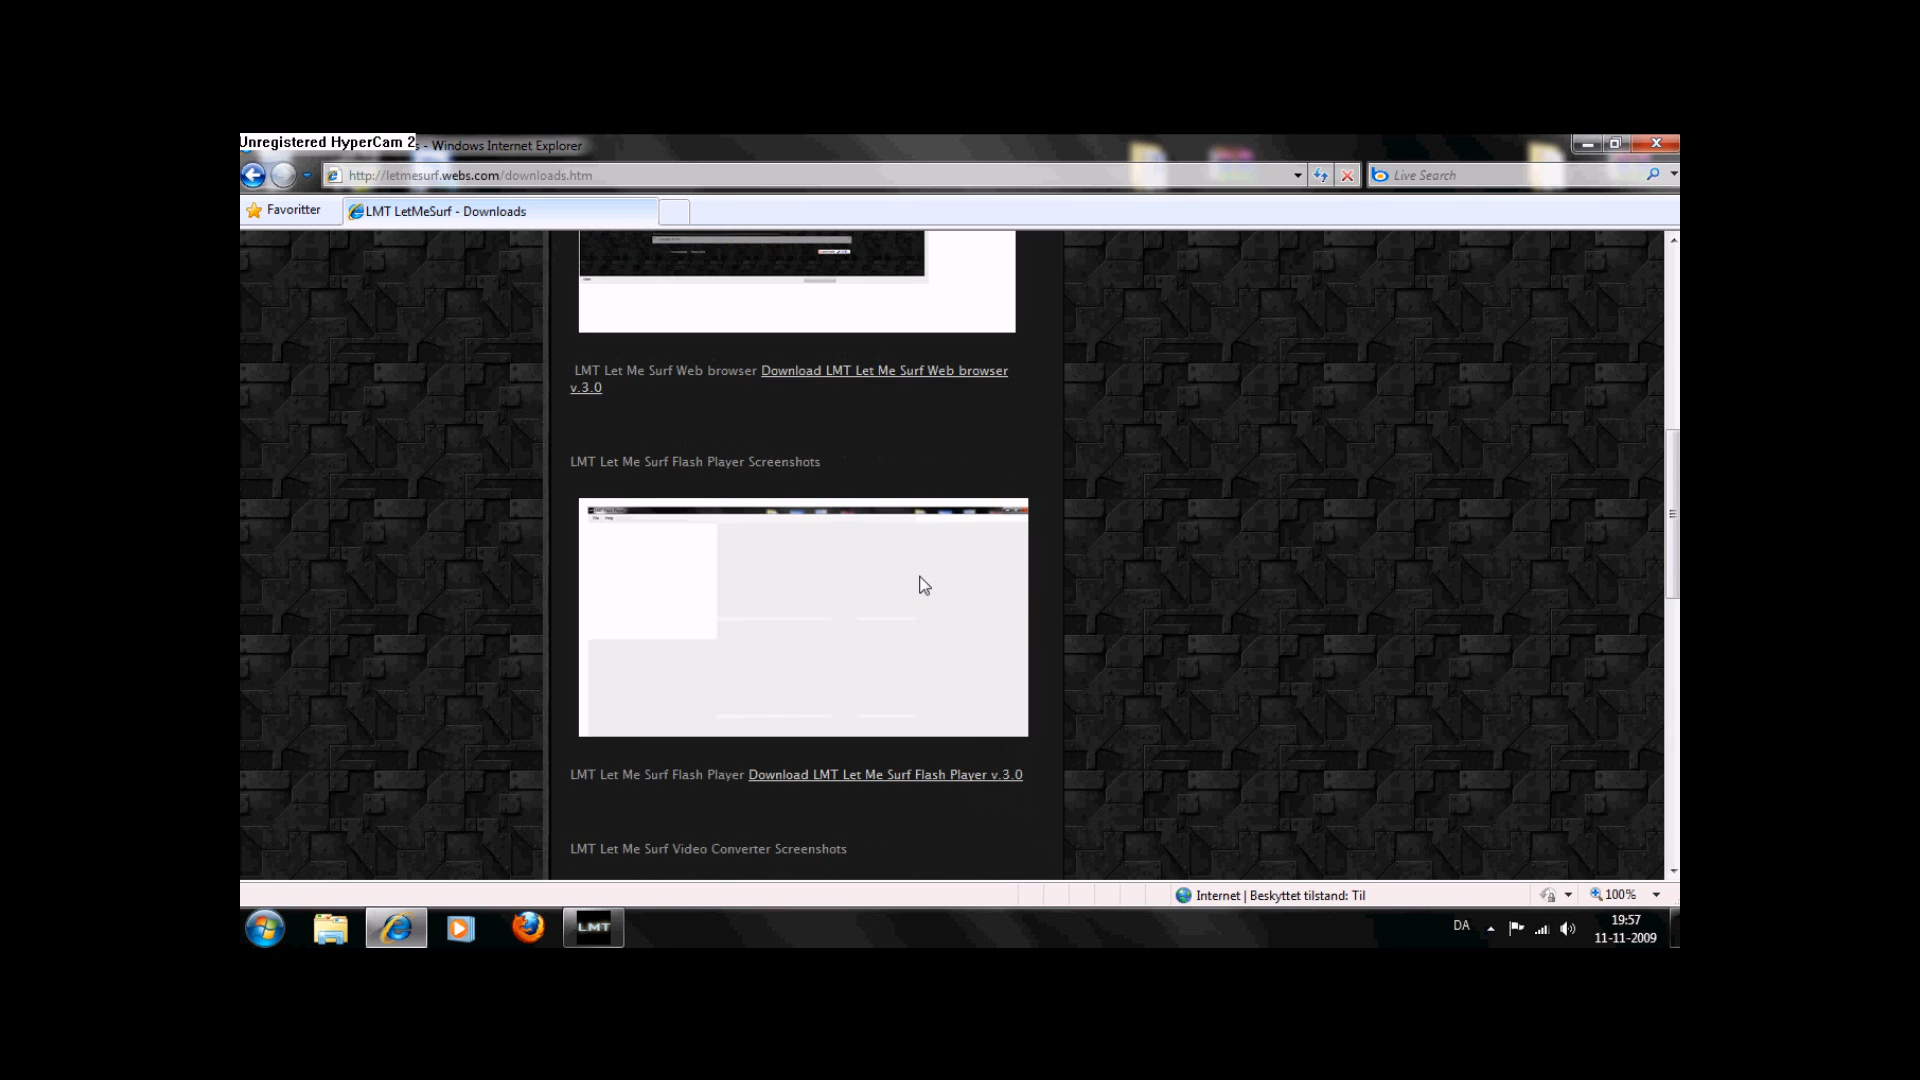 Unregistered HyperCam 2
s - Windows Internet Explorer
http://letmesurf.webs.com/downloads.htm
Live Search
Favoritter
LMT LetMeSurf - Downloads
LMT Let Me Surf Web browser Download LMT Let Me Surf Web browser
v.3.0
LMT Let Me Surf Flash Player Screenshots
File Help
LMT Let Me Surf Flash Player Download LMT Let Me Surf Flash Player v.3.0
LMT Let Me Surf Video Converter Screenshots
Internet | Beskyttet tilstand: Til
100%
LMT
DA
19:57
11-11-2009